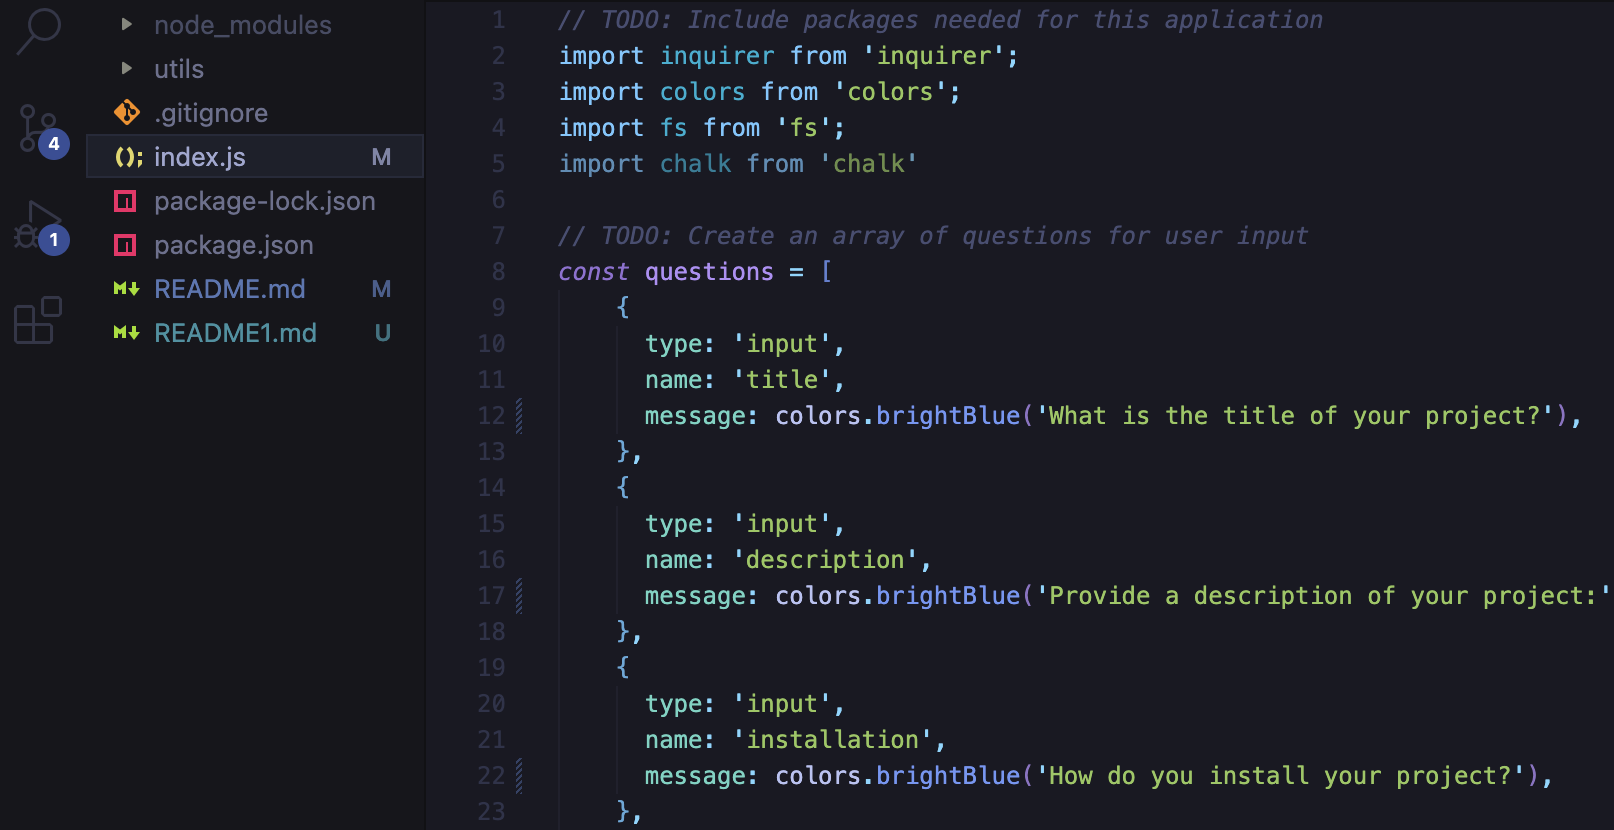 node_modules
utils
.gitignore
4
index.js M
package-lock.json
1
package.json
README.md M
README1.md U
1 // TODO: Include packages needed for this application
2 import inquirer from 'inquirer';
3 import colors from 'colors';
4 import fs from 'fs';
5 import chalk from 'chalk'
6
7 // TODO: Create an array of questions for user input
8 const questions = [
9 {
10 type: 'input',
11 name: 'title',
12 message: colors.brightBlue('What is the title of your project?'),
13 },
14 {
15 type: 'input',
16 name: 'description',
17 message: colors.brightBlue('Provide a description of your project:'
18 },
19 {
20 type: 'input',
21 name: 'installation',
22 message: colors.brightBlue('How do you install your project?'),
23 },